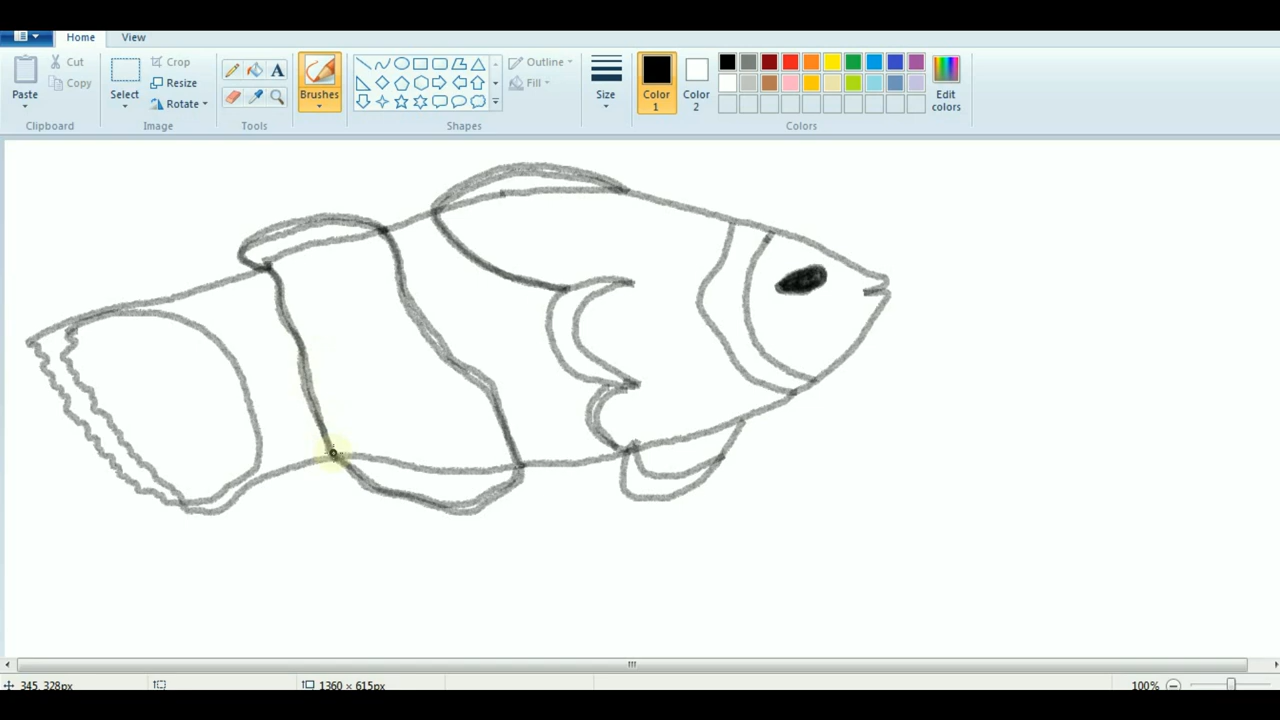 Home View
Cut
Copy
Paste
Clipboard
Select
Crop
Resize
Rotate
Image
A
Tools
Brushes
Shapes
Outline
Fill
Size
Color 1
Color 2
Edit colors
Colors
345, 328px
1360 × 615px
100%